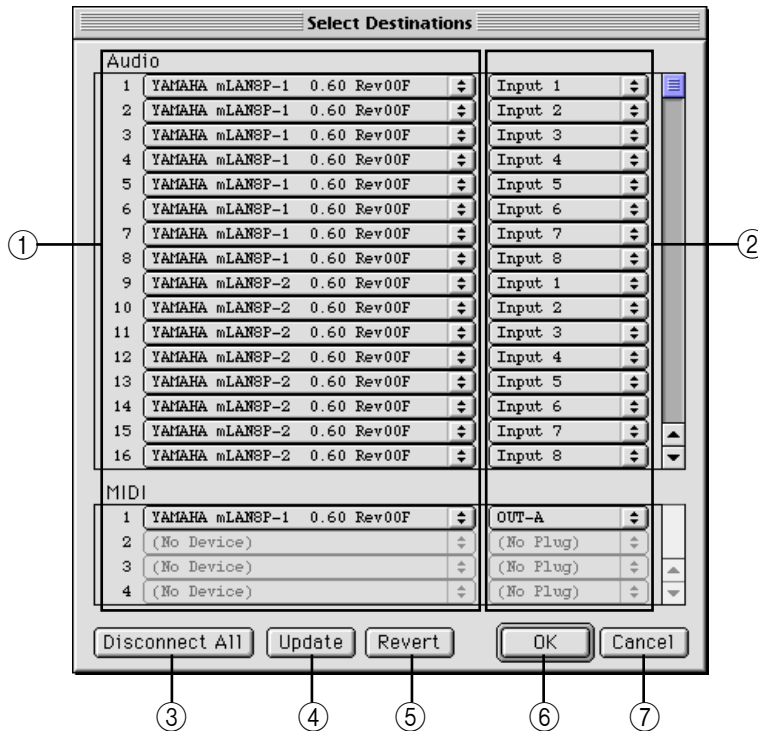 Select Destinations
Audio
1 YAMAHA mLAN8P-1 0.60 Rev00F Input 1
2 YAMAHA mLAN8P-1 0.60 Rev00F Input 2
3 YAMAHA mLAN8P-1 0.60 Rev00F Input 3
4 YAMAHA mLAN8P-1 0.60 Rev00F Input 4
5 YAMAHA mLAN8P-1 0.60 Rev00F Input 5
6 YAMAHA mLAN8P-1 0.60 Rev00F Input 6
7 YAMAHA mLAN8P-1 0.60 Rev00F Input 7
① ②
8 YAMAHA mLAN8P-1 0.60 Rev00F Input 8
9 YAMAHA mLAN8P-2 0.60 Rev00F Input 1
10 YAMAHA mLAN8P-2 0.60 Rev00F Input 2
11 YAMAHA mLAN8P-2 0.60 Rev00F Input 3
12 YAMAHA mLAN8P-2 0.60 Rev00F Input 4
13 YAMAHA mLAN8P-2 0.60 Rev00F Input 5
14 YAMAHA mLAN8P-2 0.60 Rev00F Input 6
15 YAMAHA mLAN8P-2 0.60 Rev00F Input 7
16 YAMAHA mLAN8P-2 0.60 Rev00F Input 8
MIDI
1 YAMAHA mLAN8P-1 0.60 Rev00F OUT-A
2 (No Device) (No Plug)
3 (No Device) (No Plug)
4 (No Device) (No Plug)
Disconnect All Update Revert OK Cancel
③ ④ ⑤ ⑥ ⑦